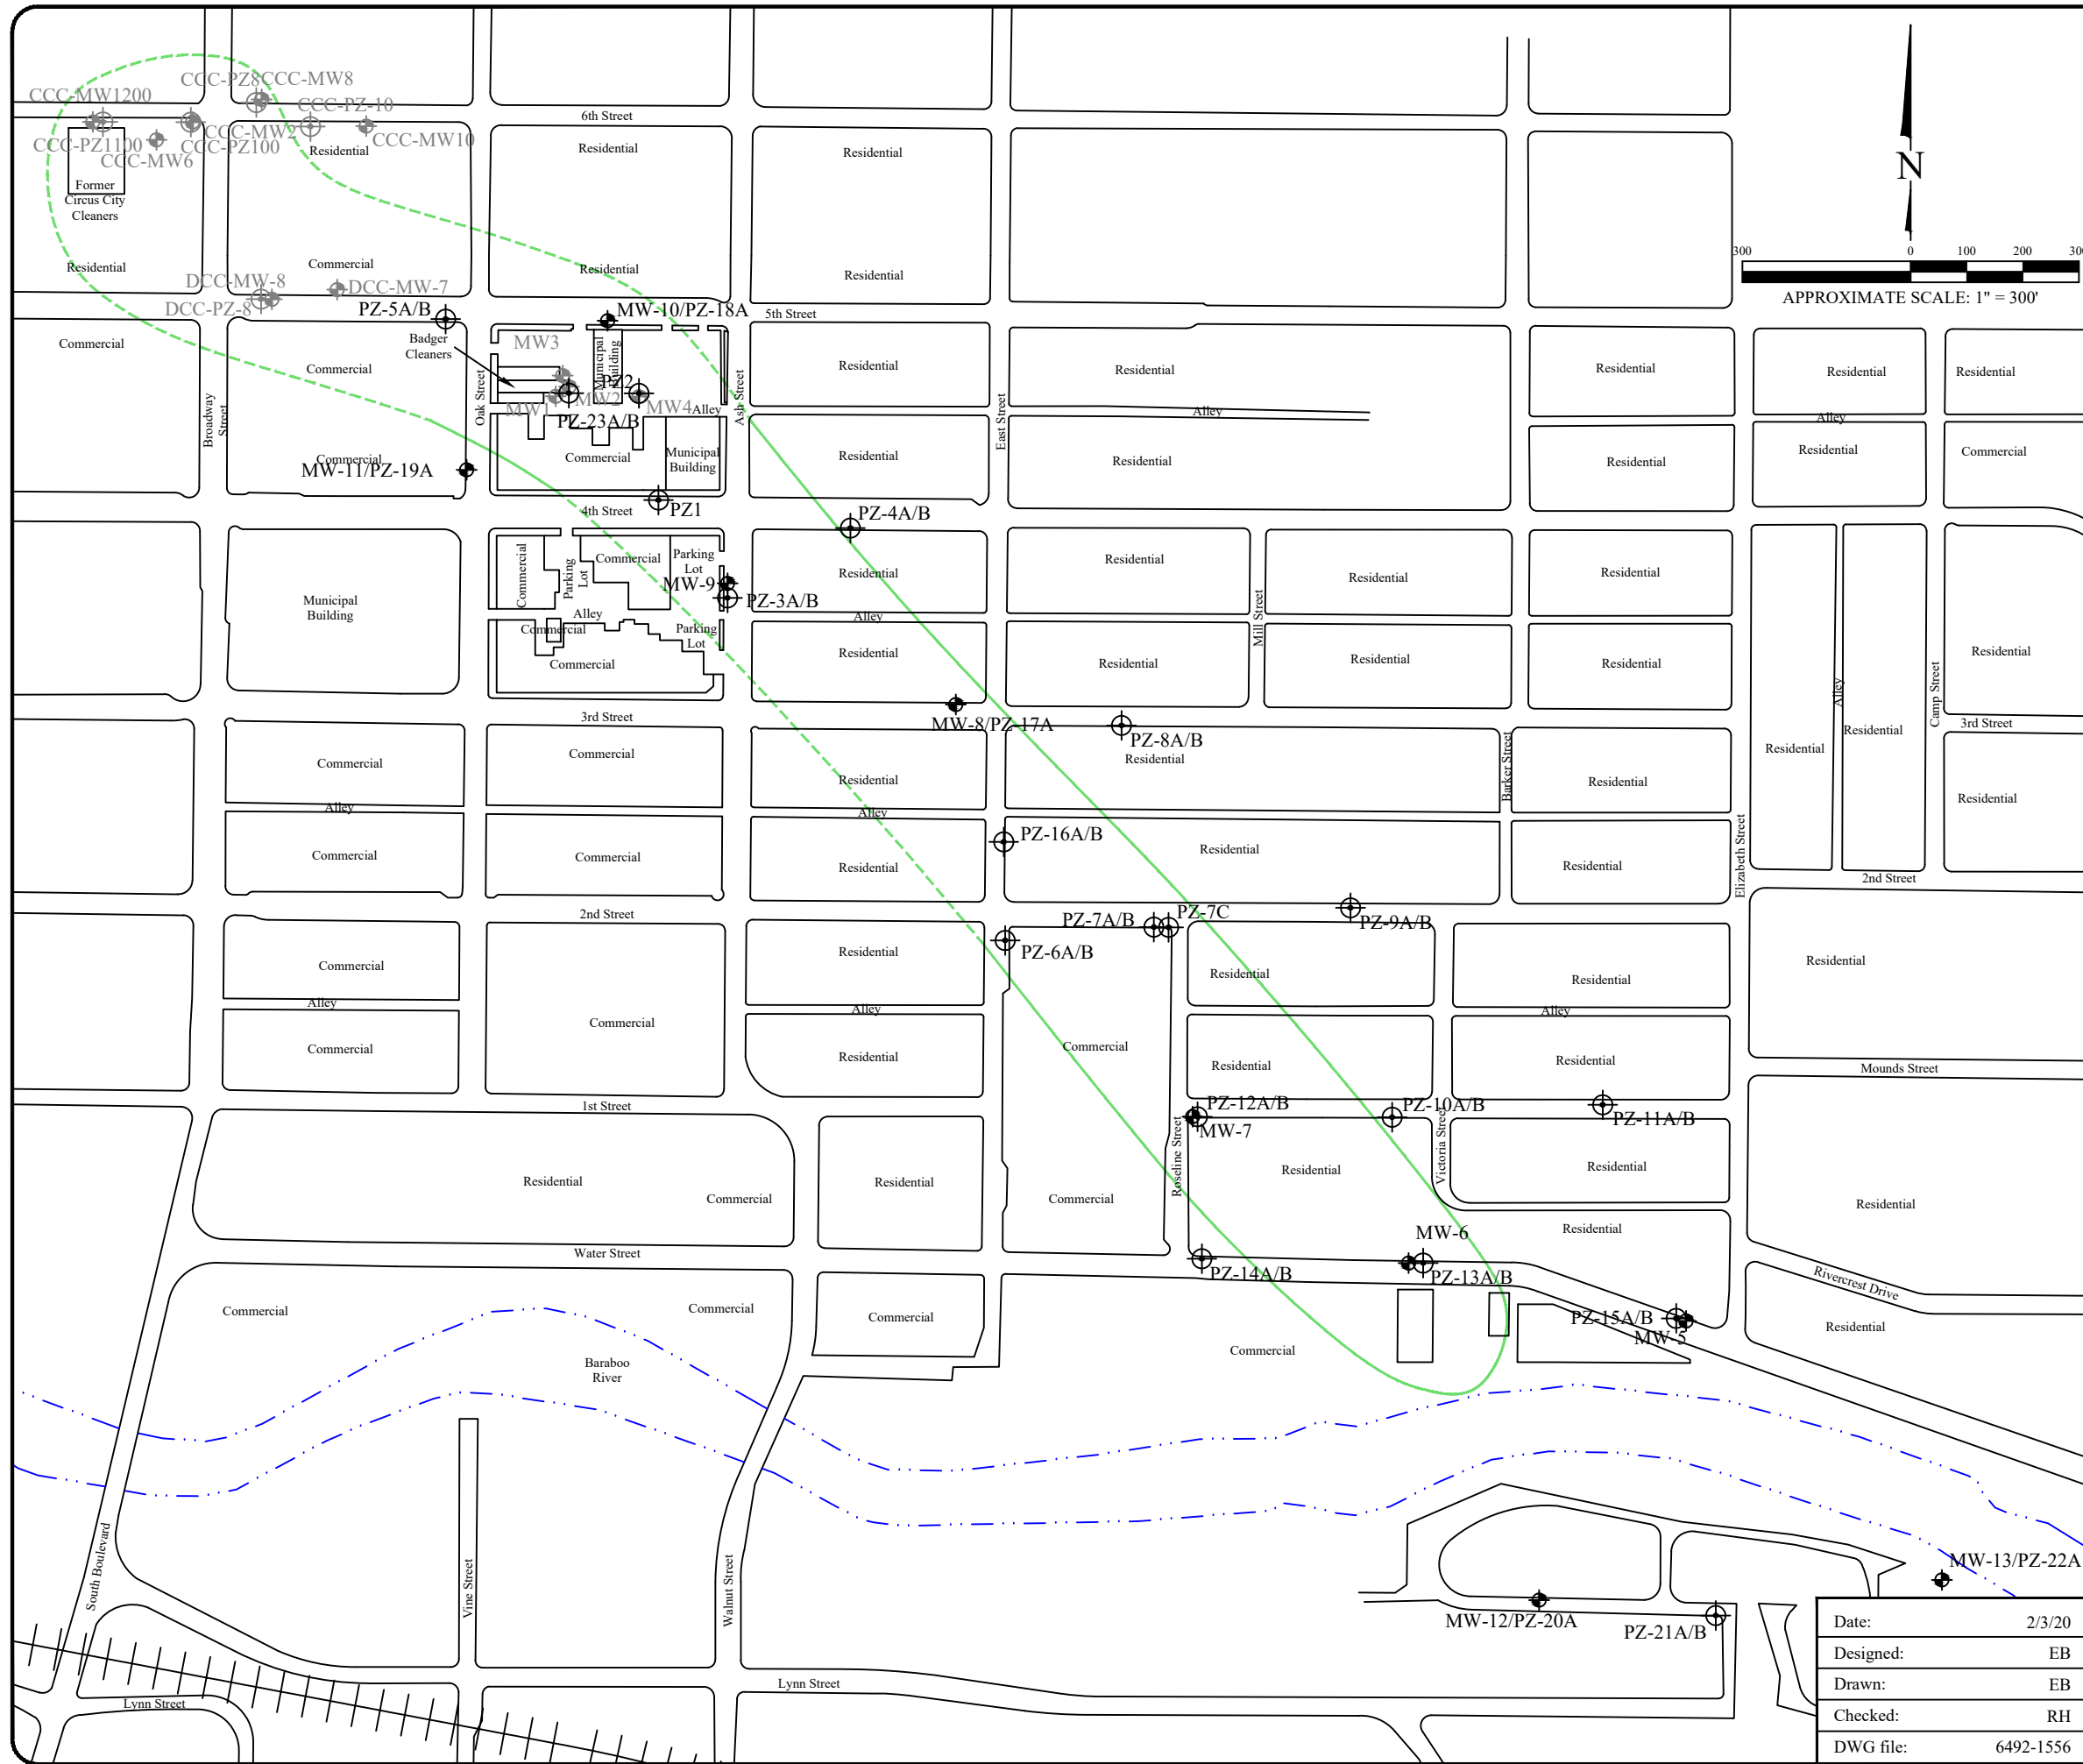 CCC-PZ8
CCC-MW8
CCC-MW1200
CCC-PZ-10
CCC-MW2
CCC-MW10
CCC-PZ1100
CCC-PZ100
CCC-MW6
6th Street
Residential
Residential
Residential
Former
Circus City
Cleaners
N
300
0
100
200
APPROXIMATE SCALE: 1" = 300'
Residential
Commercial
Residential
Residential
DCC-MW-8
DCC-MW-7
DCC-PZ-8
PZ-5A/B
MW-10/PZ-18A
5th Street
Commercial
Badger
Cleaners
MW3
Municipal
Building
Commercial
Residential
Residential
Residential
Residential
Residential
Oak Street
PZ2
MW1
MW2
MW4
Alley
Ash Street
PZ-23A/B
Broadway
Street
East Street
Alley
Alley
Commercial
MW-11/PZ-19A
Commercial
Municipal
Building
Residential
Residential
Residential
Residential
Commercial
PZ1
4th Street
PZ-4A/B
Commercial
Parking
Lot
Commercial
Parking
Lot
MW-9
PZ-3A/B
Residential
Residential
Residential
Residential
Municipal
Building
Alley
Alley
Mill Street
Commercial
Parking
Lot
Commercial
Residential
Residential
Residential
Residential
Residential
Alley
Camp Street
3rd Street
MW-8/PZ-17A
PZ-8A/B
3rd Street
Residential
Residential
Commercial
Commercial
Residential
Residential
Barker Street
Residential
Residential
Residential
Alley
Alley
PZ-16A/B
Commercial
Commercial
Residential
Residential
Residential
Elizabeth Street
2nd Street
2nd Street
PZ-7A/B
PZ-7C
PZ-9A/B
PZ-6A/B
Commercial
Residential
Residential
Residential
Residential
Alley
Alley
Alley
Commercial
Commercial
Residential
Commercial
Residential
Residential
Mounds Street
1st Street
PZ-12A/B
MW-7
PZ-10A/B
PZ-11A/B
Roseline Street
Victoria Street
Residential
Commercial
Residential
Commercial
Residential
Residential
Residential
Residential
MW-6
Water Street
PZ-14A/B
PZ-13A/B
Rivercrest Drive
Commercial
Commercial
Commercial
PZ-15A/B
MW-5
Residential
Commercial
Baraboo
River
South Boulevard
Vine Street
Walnut Street
MW-13/PZ-22A
MW-12/PZ-20A
PZ-21A/B
Lynn Street
Lynn Street
Date: 2/3/20
Designed: EB
Drawn: EB
Checked: RH
DWG file: 6492-1556